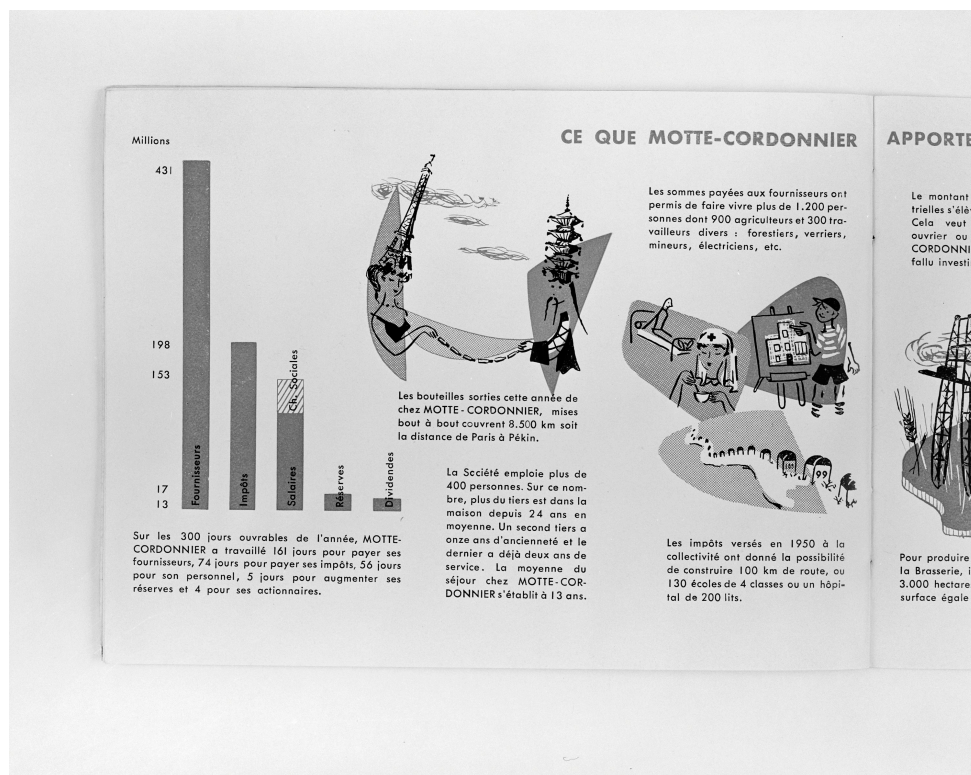 CE QUE MOTTE-CORDONNIER
APPORTE
Millions
431
198
153
17
13
Fournisseurs
Impôts
Salaires
Ch. Sociales
Réserves
Dividendes
Sur les 300 jours ouvrables de l'année, MOTTE-
CORDONNIER a travaillé 161 jours pour payer ses
fournisseurs, 74 jours pour payer ses impôts, 56 jours
pour son personnel, 5 jours pour augmenter ses
réserves et 4 pour ses actionnaires.
Les bouteilles sorties cette année de
chez MOTTE-CORDONNIER, mises
bout à bout couvrent 8.500 km soit
la distance de Paris à Pékin.
La Société emploie plus de
400 personnes. Sur ce nom-
bre, plus du tiers est dans la
maison depuis 24 ans en
moyenne. Un second tiers a
onze ans d'ancienneté et le
dernier a déjà deux ans de
service. La moyenne du
séjour chez MOTTE-COR-
DONNIER s'établit à 13 ans.
Les sommes payées aux fournisseurs ont
permis de faire vivre plus de 1.200 per-
sonnes dont 900 agriculteurs et 300 tra-
vailleurs divers : forestiers, verriers,
mineurs, électriciens, etc.
100
99
Les impôts versés en 1950 à la
collectivité ont donné la possibilité
de construire 100 km de route, ou
130 écoles de 4 classes ou un hôpi-
tal de 200 lits.
Le montant
trielles s'élè
Cela veut
ouvrier ou
CORDONNI
fallu investi
Pour produire
la Brasserie, i
3.000 hectare
surface égale